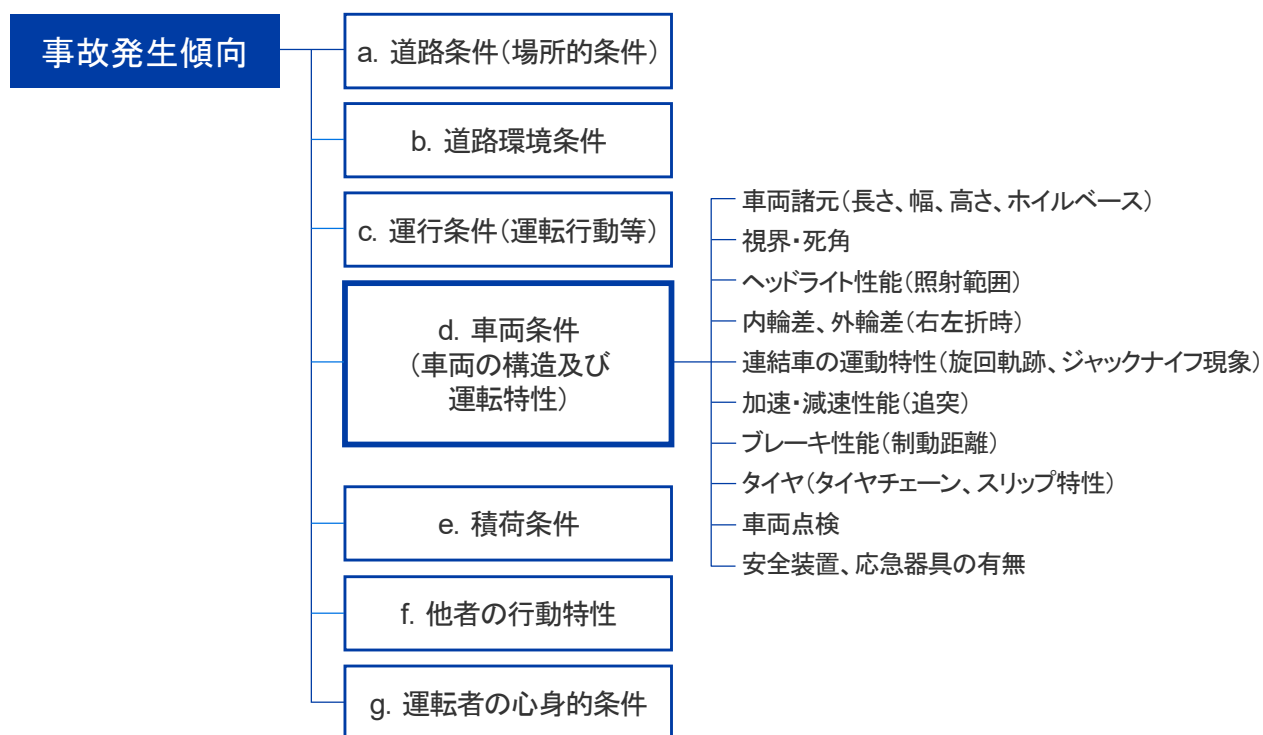 事故発生傾向
a. 道路条件(場所的条件)
b. 道路環境条件
c. 運行条件(運転行動等)
d. 車両条件
(車両の構造及び
運転特性)
車両諸元(長さ、幅、高さ、ホイルベース)
視界・死角
ヘッドライト性能(照射範囲)
内輪差、外輪差(右左折時)
連結車の運動特性(旋回軌跡、ジャックナイフ現象)
加速・減速性能(追突)
ブレーキ性能(制動距離)
タイヤ(タイヤチェーン、スリップ特性)
車両点検
安全装置、応急器具の有無
e. 積荷条件
f. 他者の行動特性
g. 運転者の心身的条件